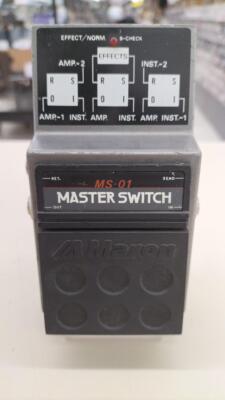 EFFECT/NORM B-CHECK
EFFECTS
AMP.-2 INST.-2
R S R S R S
O I O I O I
AMP.-1 INST. AMP. INST. AMP. INST.-1
RET. SEND
MS-01
MASTER SWITCH
OUT IN
Maxon